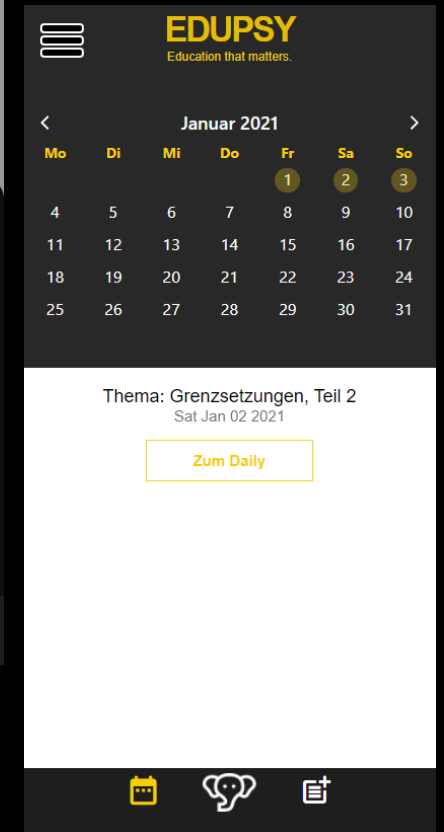 EDUPSY
Education that matters.
Januar 2021
Mo Di Mi Do Fr Sa So
1 2 3
4 5 6 7 8 9 10
11 12 13 14 15 16 17
18 19 20 21 22 23 24
25 26 27 28 29 30 31
Thema: Grenzsetzungen, Teil 2
Sat Jan 02 2021
Zum Daily